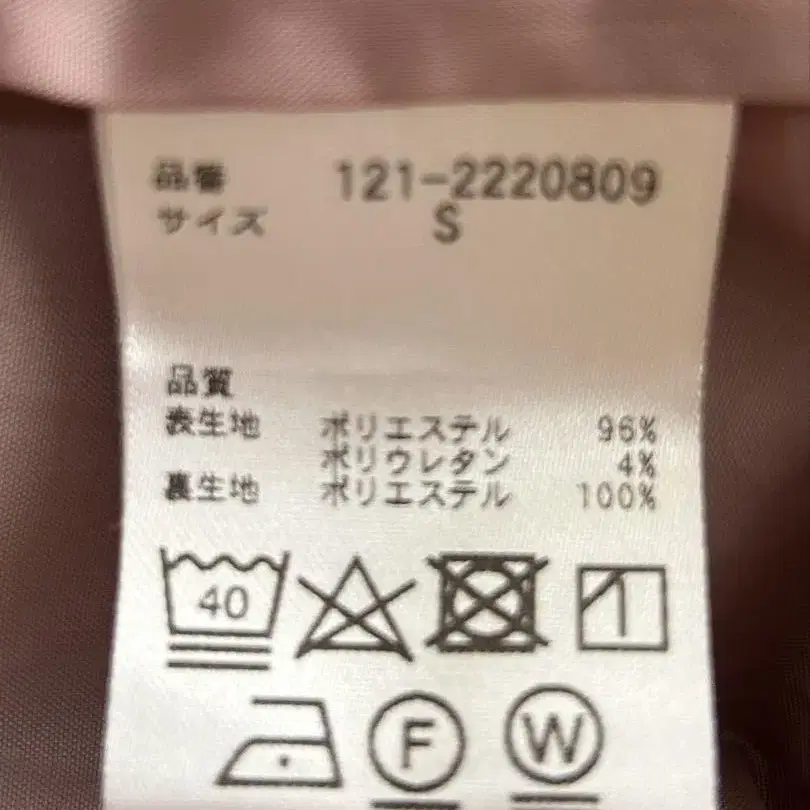 品番 121-2220809
サイズ S
品質
表生地 ポリエステル 96%
ポリウレタン 4%
裏生地 ポリエステル 100%
40
F W